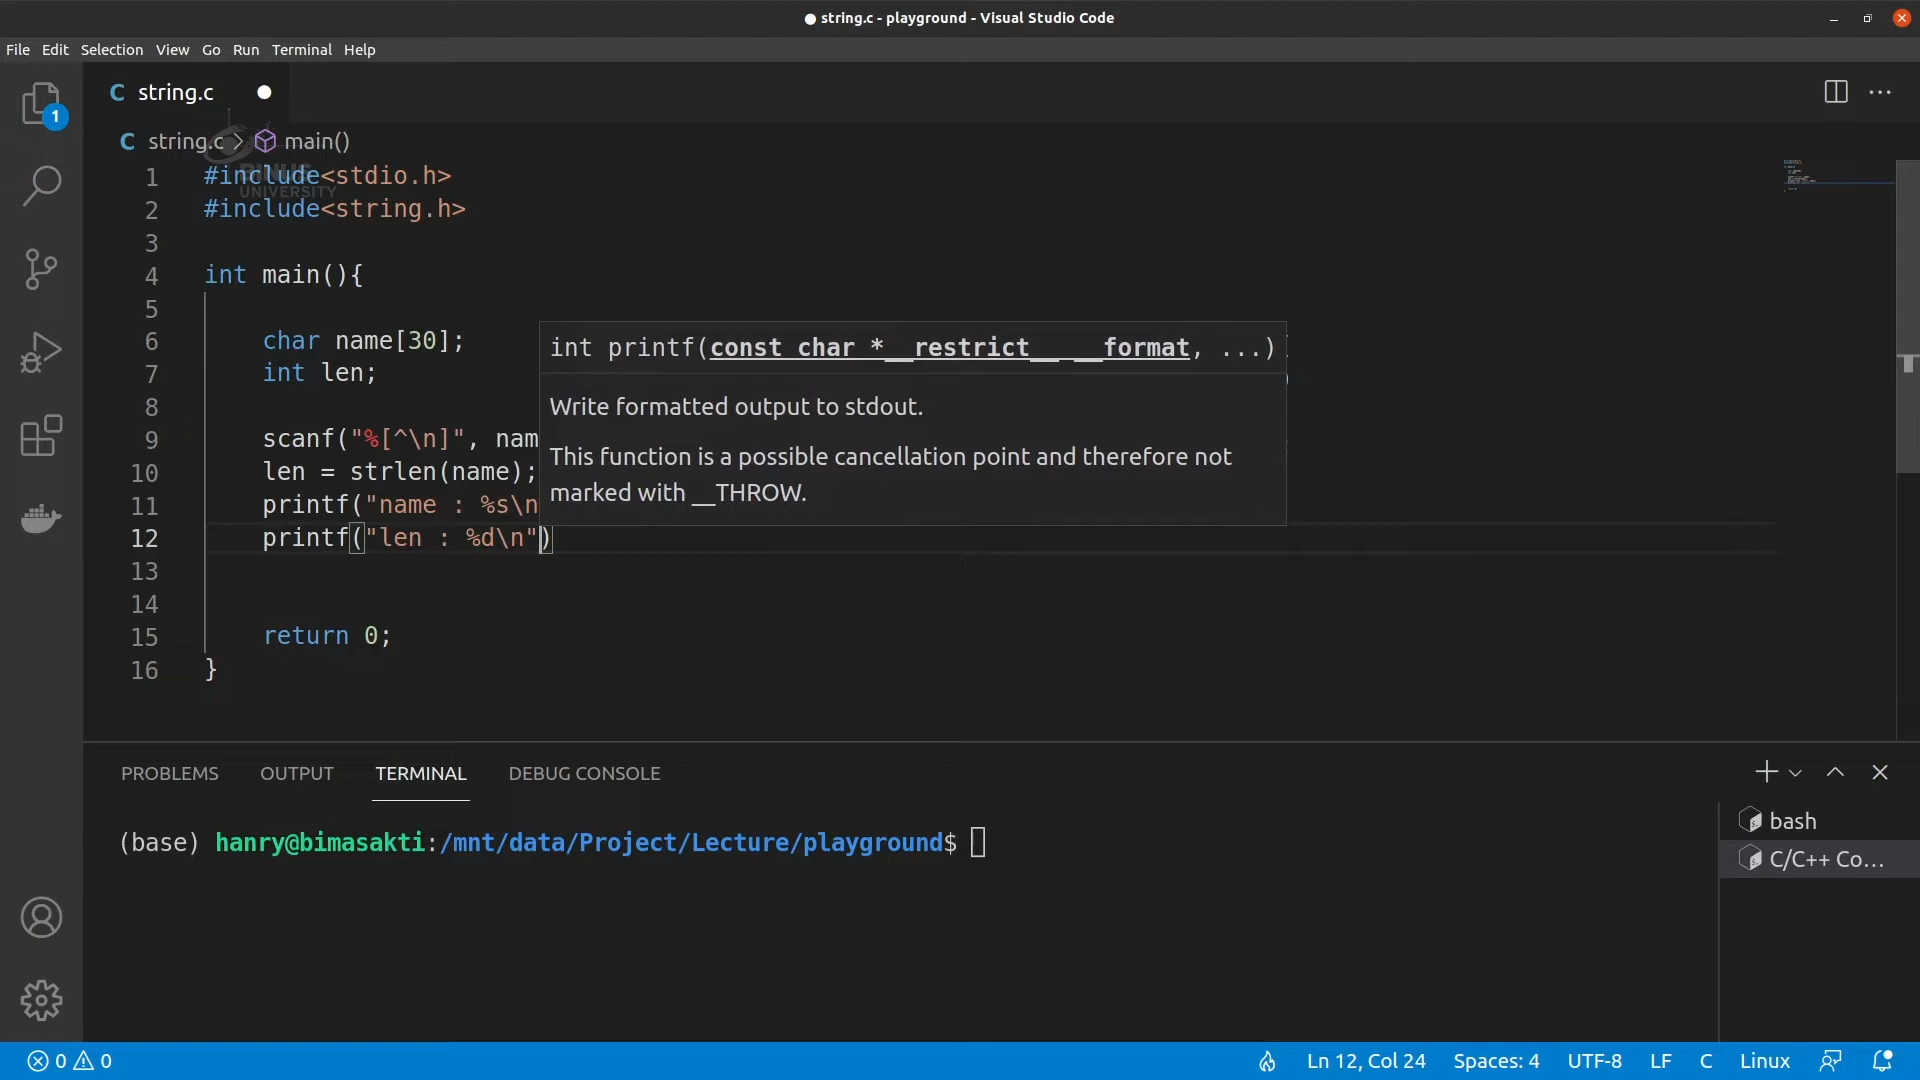 ● string.c - playground - Visual Studio Code
File Edit Selection View Go Run Terminal Help
1
C string.c ●
C string.c > main()
BINUS
UNIVERSITY
1 #include<stdio.h>
2 #include<string.h>
3
4 int main(){
5
6 char name[30];
7 int len;
8
9 scanf("%[^\n]", nam
10 len = strlen(name);
11 printf("name : %s\n
12 printf("len : %d\n")
13
14
15 return 0;
16 }
int printf(const char *__restrict__ __format, ...)
Write formatted output to stdout.
This function is a possible cancellation point and therefore not
marked with __THROW.
PROBLEMS OUTPUT TERMINAL DEBUG CONSOLE
(base) hanry@bimasakti:/mnt/data/Project/Lecture/playground$
bash
C/C++ Co...
0 0 Ln 12, Col 24 Spaces: 4 UTF-8 LF C Linux